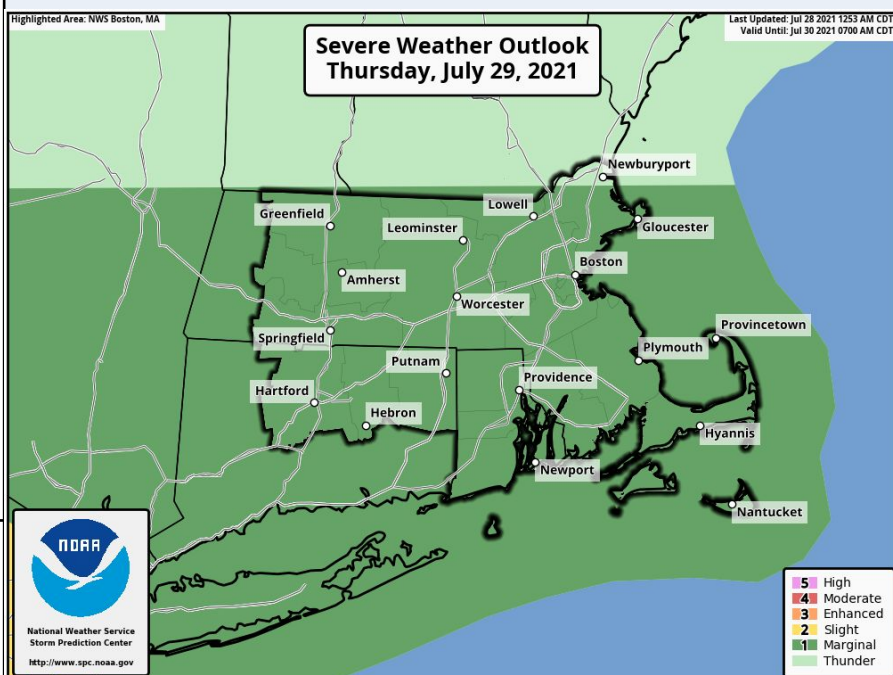 Highlighted Area: NWS Boston, MA
Last Updated: Jul 28 2021 1253 AM CDT
Valid Until: Jul 30 2021 0700 AM CDT
Severe Weather Outlook
Thursday, July 29, 2021
Newburyport
Lowell
Greenfield
Leominster
Gloucester
Boston
Amherst
Worcester
Provincetown
Springfield
Plymouth
Putnam
Providence
Hartford
Hebron
Hyannis
Newport
Nantucket
NOAA
National Weather Service
Storm Prediction Center
http://www.spc.noaa.gov
5 High
4 Moderate
3 Enhanced
2 Slight
1 Marginal
Thunder